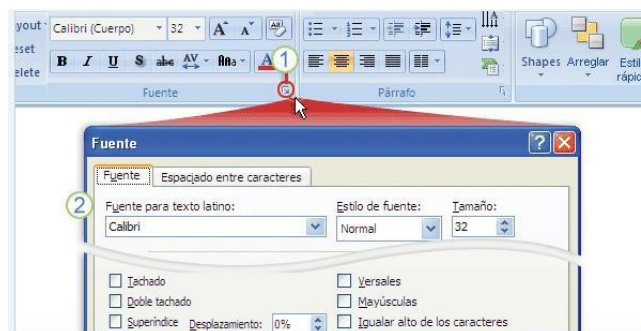 yout
Calibri (Cuerpo) 32 A A
eset
elete
N K S S abc AV Aaa A 1
Shapes Arreglar Estil
rápic
Fuente Párrafo
Fuente
Fuente Espaciado entre caracteres
2
Fuente para texto latino: Estilo de fuente: Tamaño:
Calibri Normal 32
Tachado Versales
Doble tachado Mayúsculas
Superíndice Desplazamiento: 0% Igualar alto de los caracteres